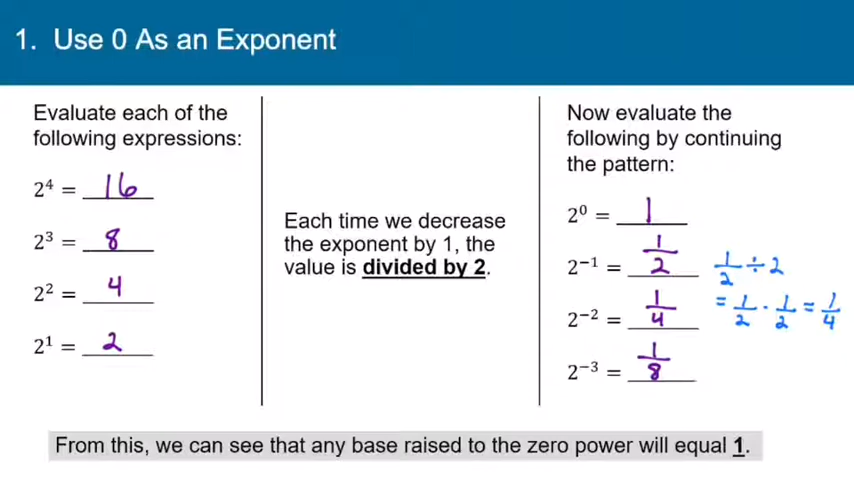 1. Use 0 As an Exponent
Evaluate each of the
following expressions:
2⁴ = 16
2³ = 8
2² = 4
2¹ = 2
Each time we decrease
the exponent by 1, the
value is divided by 2.
Now evaluate the
following by continuing
the pattern:
2⁰ = 1
2⁻¹ = 1/2
2⁻² = 1/4
2⁻³ = 1/8
1/2 ÷ 2
= 1/2 · 1/2 = 1/4
From this, we can see that any base raised to the zero power will equal 1.